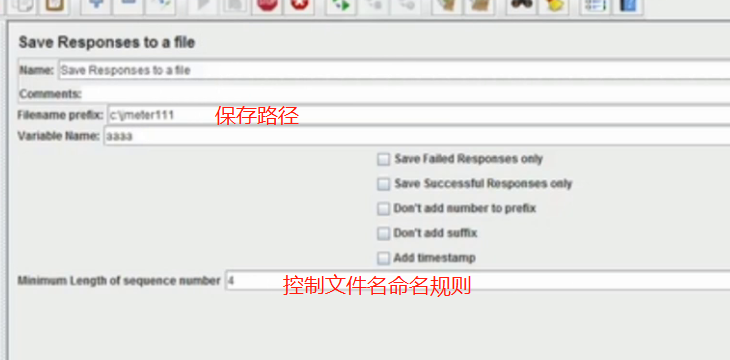 Save Responses to a file
Name: Save Responses to a file
Comments:
Filename prefix: c:\jmeter111 保存路径
Variable Name: aaaa
Save Failed Responses only
Save Successful Responses only
Don't add number to prefix
Don't add suffix
Add timestamp
Minimum Length of sequence number 4 控制文件名命名规则